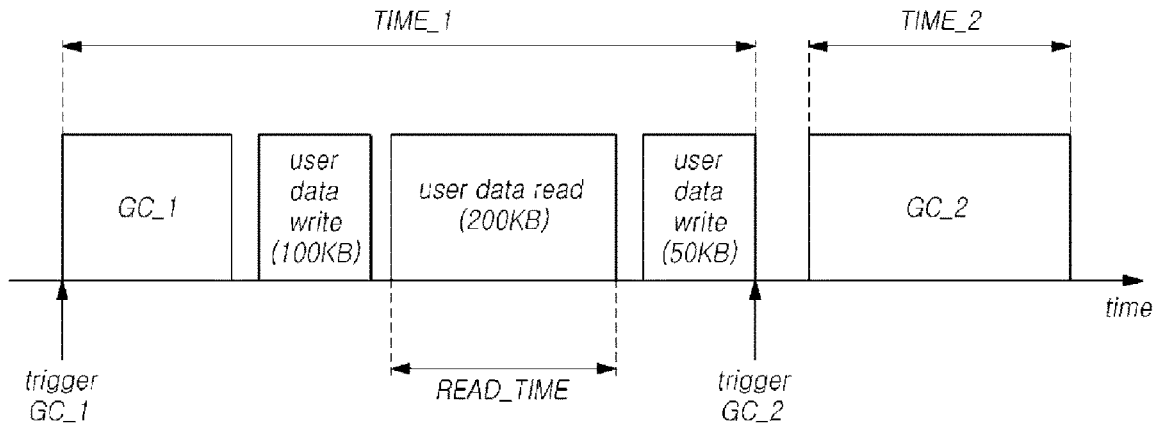 TIME_1
TIME_2
GC_1
user
data
write
(100KB)
user data read
(200KB)
user
data
write
(50KB)
GC_2
time
trigger
GC_1
READ_TIME
trigger
GC_2